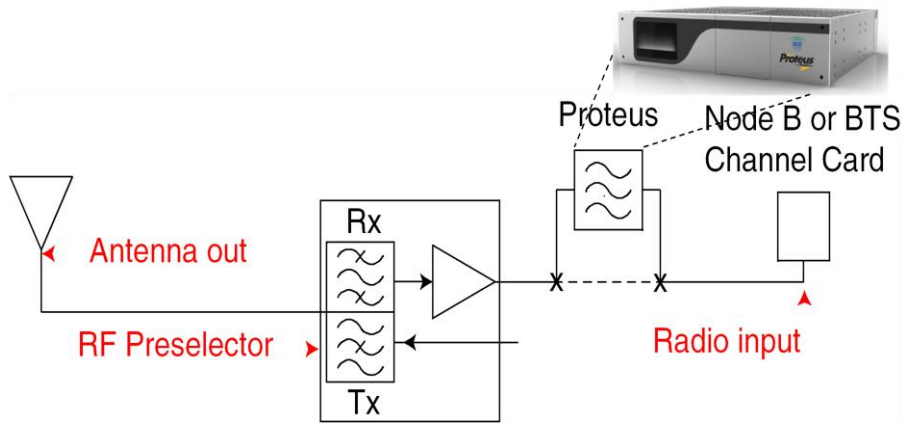 Proteus
Proteus
Node B or BTS
Channel Card
Rx
Antenna out
RF Preselector
Radio input
Tx
X
X